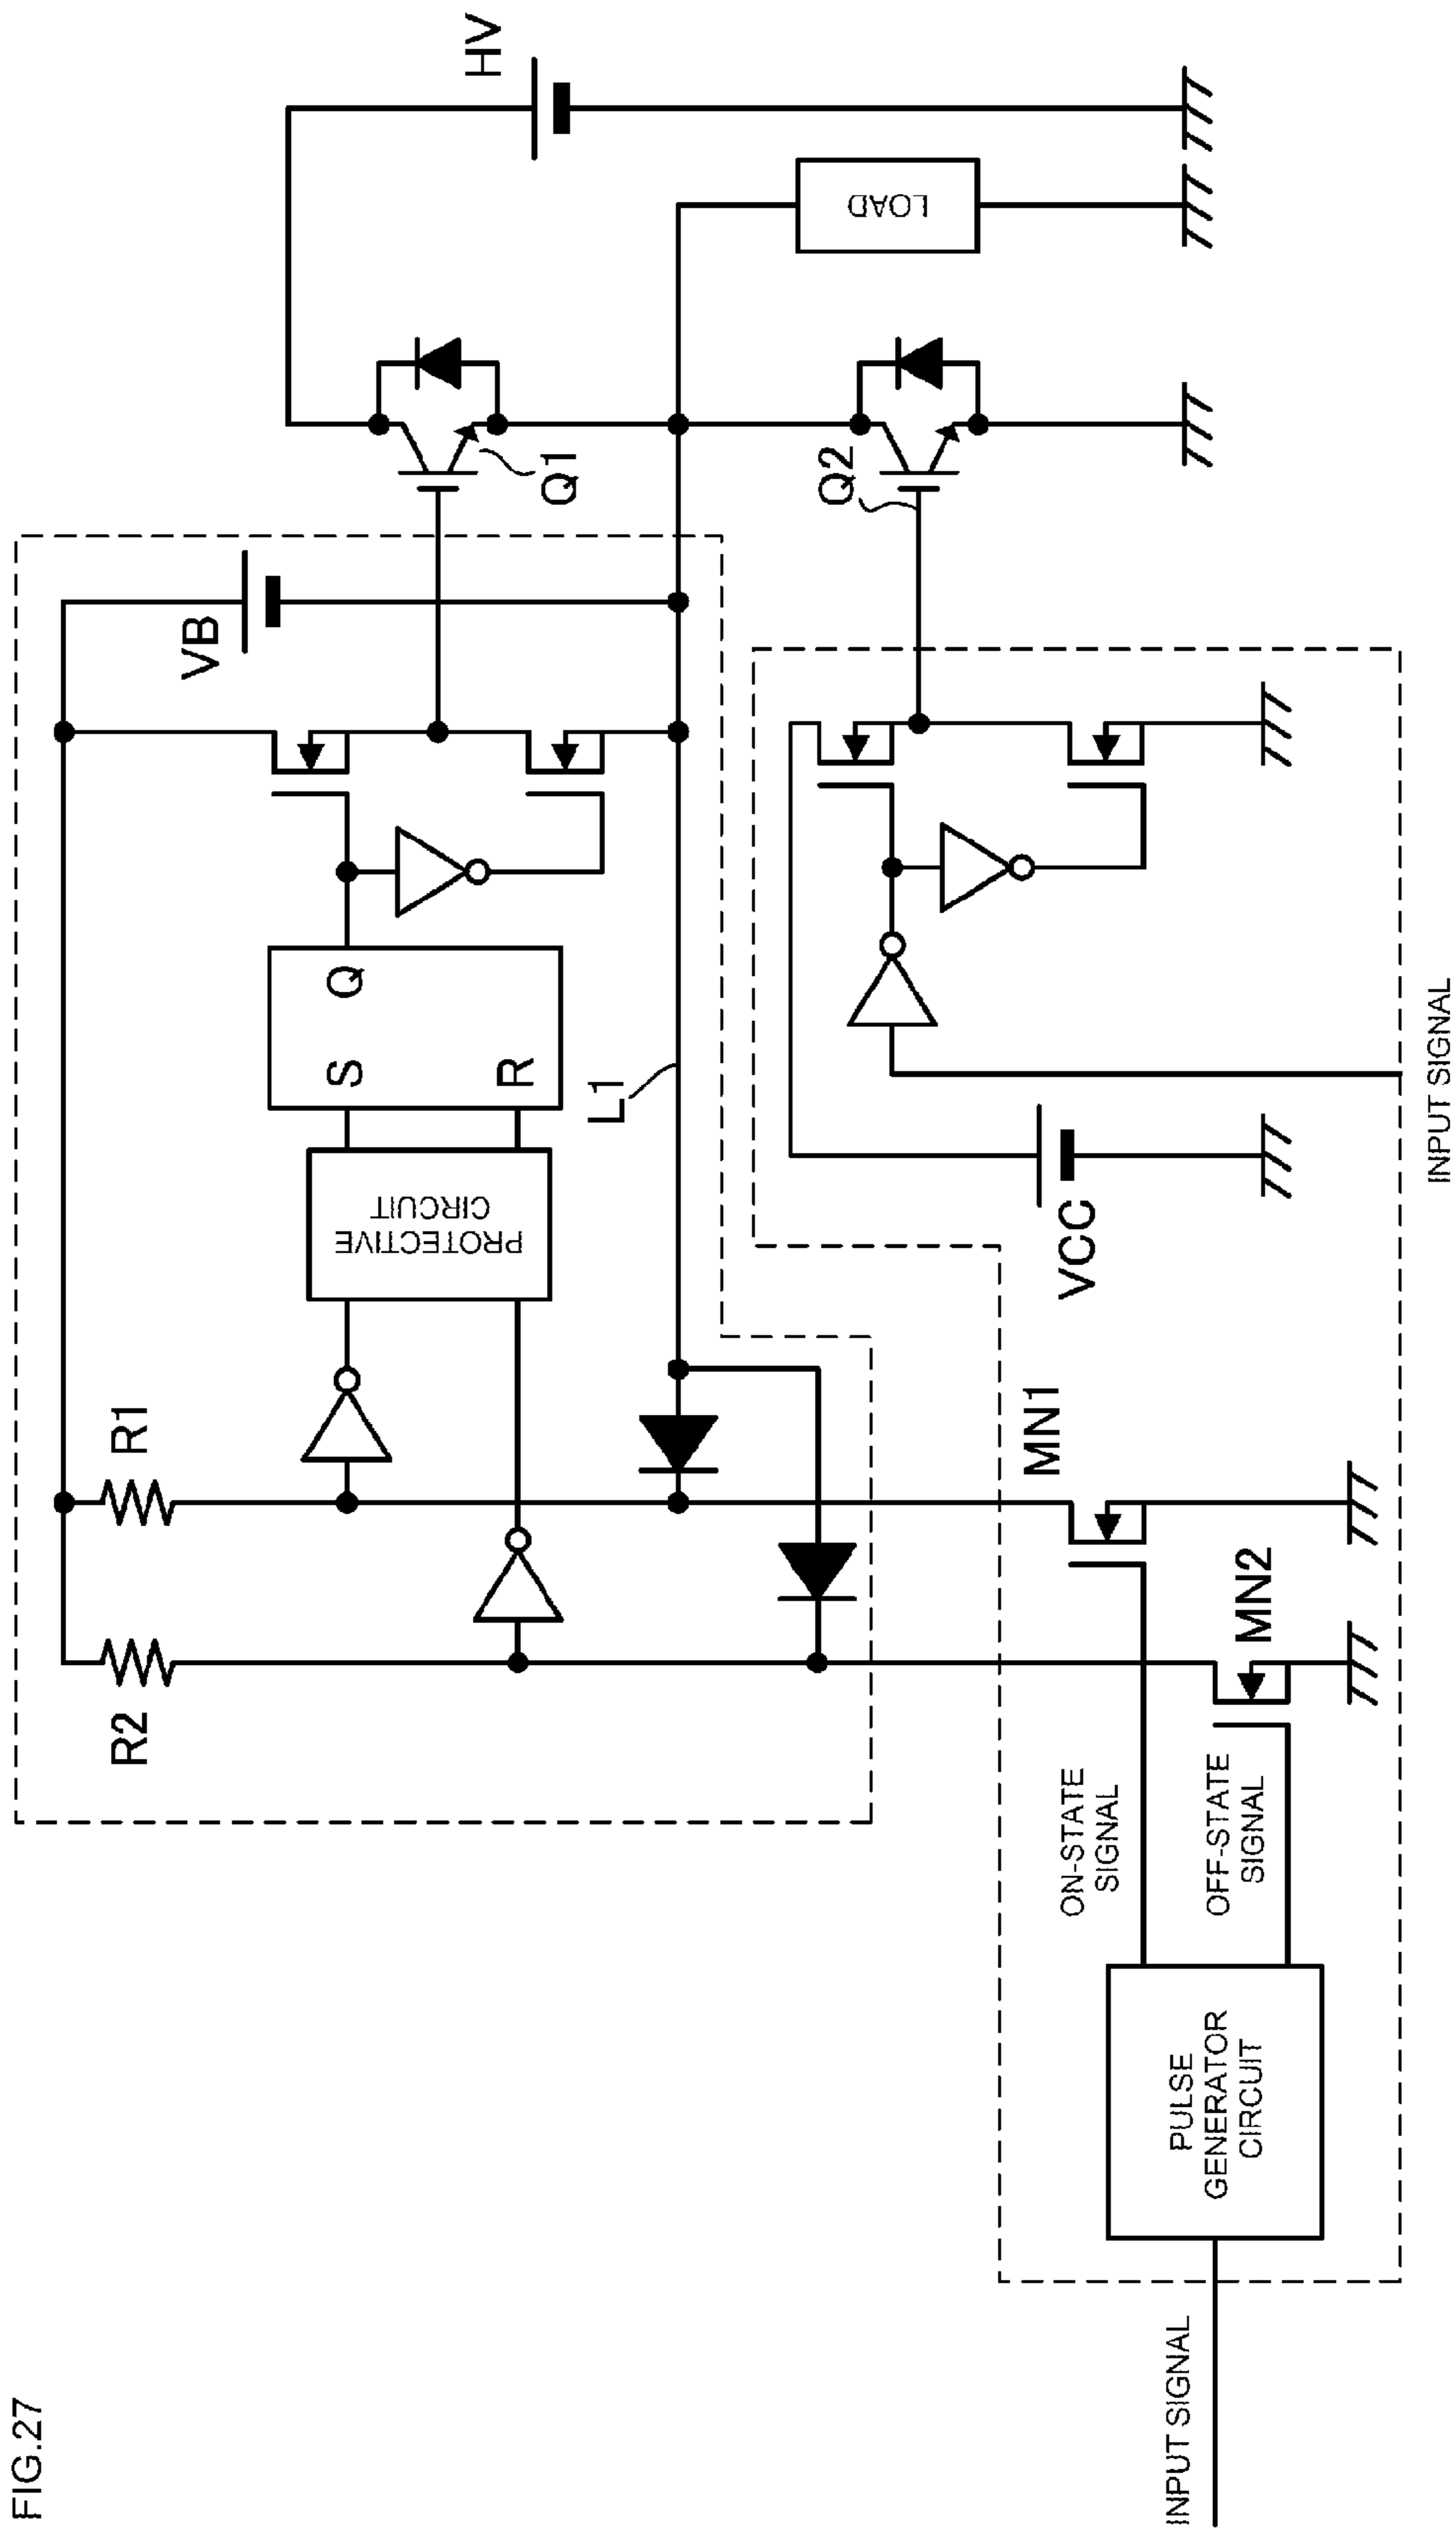 FIG.27
HV
LOAD
Q1
Q2
VB
Q
S
R
L1
PROTECTIVE
CIRCUIT
VCC
INPUT SIGNAL
R1
R2
MN1
MN2
ON-STATE
SIGNAL
OFF-STATE
SIGNAL
PULSE
GENERATOR
CIRCUIT
INPUT SIGNAL